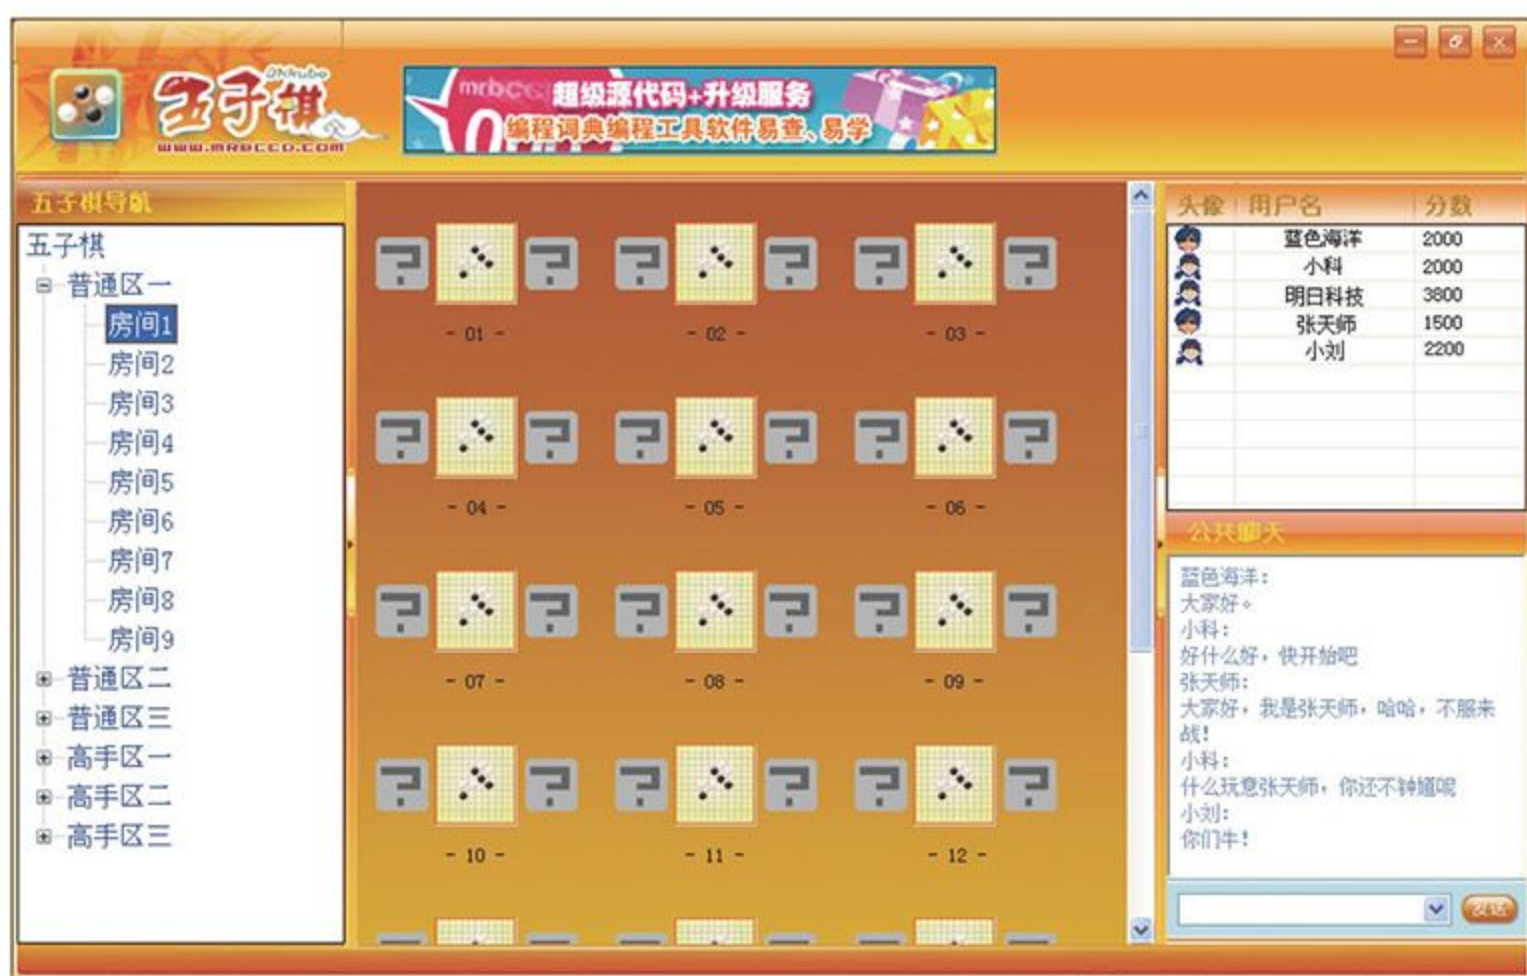 五子棋
Ohikubo
WWW.MRBCCD.COM
超级源代码+升级服务
编程词典编程工具软件易查、易学
五子棋导航
五子棋
普通区一
房间1
房间2
房间3
房间4
房间5
房间6
房间7
房间8
房间9
普通区二
普通区三
高手区一
高手区二
高手区三
- 01 -
- 02 -
- 03 -
- 04 -
- 05 -
- 06 -
- 07 -
- 08 -
- 09 -
- 10 -
- 11 -
- 12 -
头像 用户名 分数
蓝色海洋 2000
小科 2000
明日科技 3800
张天师 1500
小刘 2200
公共聊天
蓝色海洋:
大家好。
小科:
好什么好，快开始吧
张天师:
大家好，我是张天师，哈哈，不服来
战!
小科:
什么玩意张天师，你还不钟馗呢
小刘:
你们牛!
发送